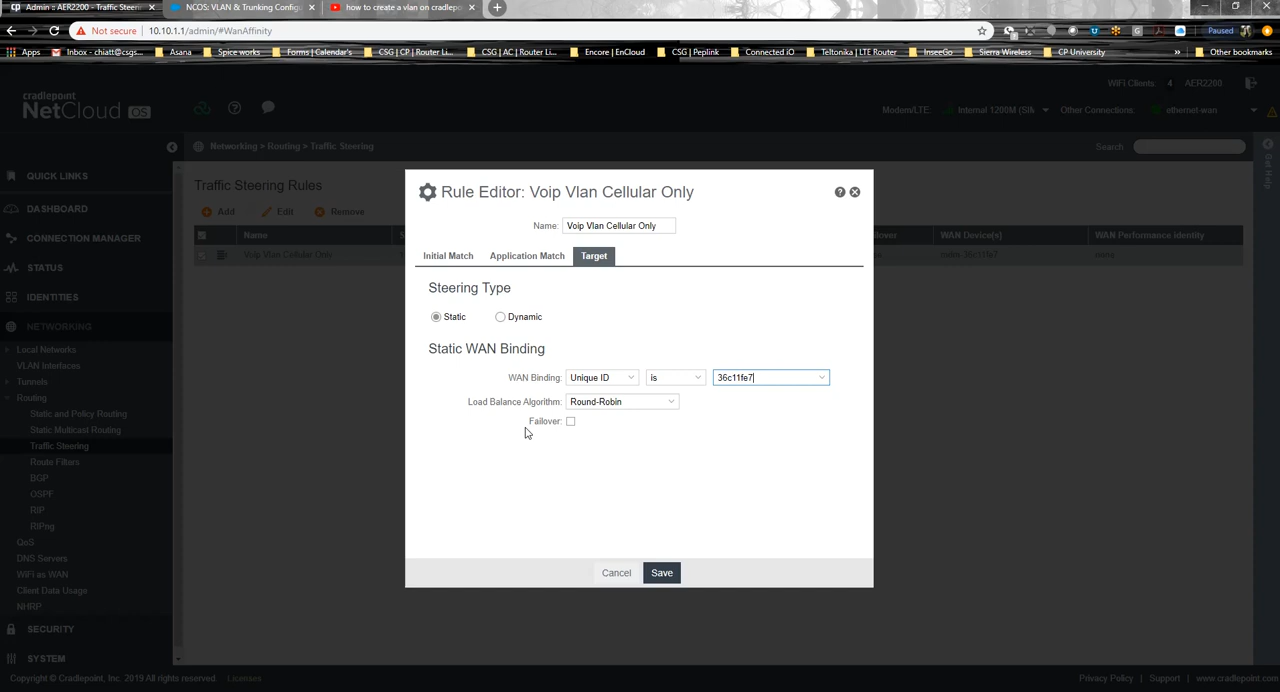 Admin :: AER2200 - Traffic Steeri
NCOS: VLAN & Trunking Config
how to create a vlan on cradlepo
Not secure 10.10.1.1/admin/#WanAffinity
Paused
Apps Inbox - chiatt@csgs... Asana Spice works Forms | Calendar's CSG | CP | Router Li... CSG | AC | Router Li... Encore | EnCloud CSG | Peplink Connected iO Teltonika | LTE Router InseeGo Sierra Wireless CP University » Other bookmarks
WiFi Clients: 4 AER2200
cradlepoint
NetCloud OS
Modem/LTE: Internal 1200M (SIM Other Connections: ethernet-wan
Networking > Routing > Traffic Steering
Search
Get Help
QUICK LINKS
DASHBOARD
CONNECTION MANAGER
STATUS
IDENTITIES
NETWORKING
Local Networks
VLAN Interfaces
Tunnels
Routing
Static and Policy Routing
Static Multicast Routing
Traffic Steering
Route Filters
BGP
OSPF
RIP
RIPng
QoS
DNS Servers
WiFi as WAN
Client Data Usage
NHRP
SECURITY
SYSTEM
Traffic Steering Rules
Add Edit Remove
Name WAN Device(s) WAN Performance identity
Voip Vlan Cellular Only none
Rule Editor: Voip Vlan Cellular Only
Name: Voip Vlan Cellular Only
Initial Match Application Match Target
Steering Type
Static Dynamic
Static WAN Binding
WAN Binding: Unique ID is 36c11fe7
Load Balance Algorithm: Round-Robin
Failover:
Cancel Save
Copyright © Cradlepoint, Inc. 2019 All rights reserved. Licenses
Privacy Policy | Support | www.cradlepoint.com